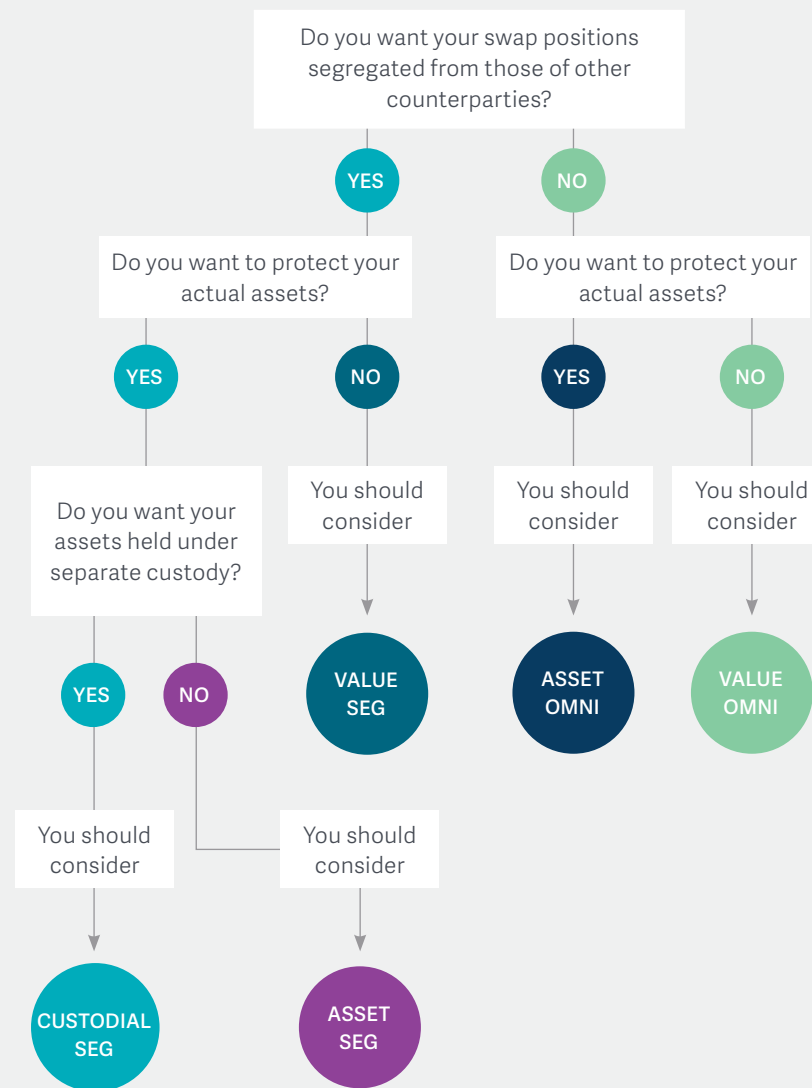 Do you want your swap positions
segregated from those of other
counterparties?
YES
NO
Do you want to protect your
actual assets?
Do you want to protect your
actual assets?
YES
NO
YES
NO
Do you want your
assets held under
separate custody?
You should
consider
You should
consider
You should
consider
YES
NO
VALUE
SEG
ASSET
OMNI
VALUE
OMNI
You should
consider
You should
consider
CUSTODIAL
SEG
ASSET
SEG